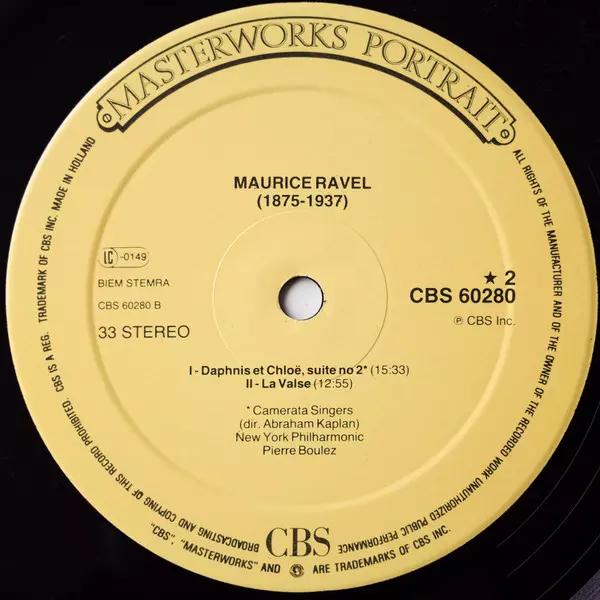 MASTERWORKS PORTRAIT
MAURICE RAVEL
(1875-1937)
LC-0149
BIEM STEMRA
CBS 60280 B
33 STEREO
★ 2
CBS 60280
℗ CBS Inc.
I - Daphnis et Chloë, suite no 2* (15:33)
II - La Valse (12:55)
* Camerata Singers
(dir. Abraham Kaplan)
New York Philharmonic
Pierre Boulez
CBS
ALL RIGHTS OF THE MANUFACTURER AND OF THE OWNER OF THE RECORDED WORK UNAUTHORIZED PUBLIC PERFORMANCE BROADCASTING AND COPYING OF THIS RECORD PROHIBITED. CBS IS A REG. TRADEMARK OF CBS INC. MADE IN HOLLAND
"CBS", "MASTERWORKS" AND ARE TRADEMARKS OF CBS INC.